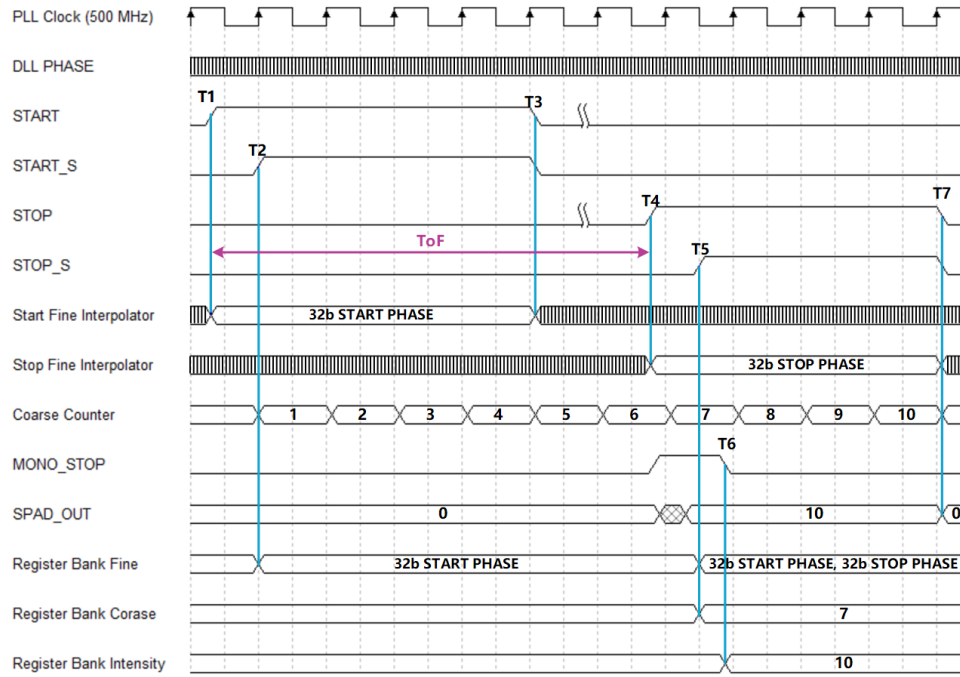 PLL Clock (500 MHz)
DLL PHASE
T1
T3
START
T2
START_S
T4
T7
STOP
ToF
T5
STOP_S
Start Fine Interpolator
32b START PHASE
Stop Fine Interpolator
32b STOP PHASE
Coarse Counter
1 2 3 4 5 6 7 8 9 10
T6
MONO_STOP
SPAD_OUT
0 10 0
Register Bank Fine
32b START PHASE
32b START PHASE, 32b STOP PHASE
Register Bank Corase
7
Register Bank Intensity
10